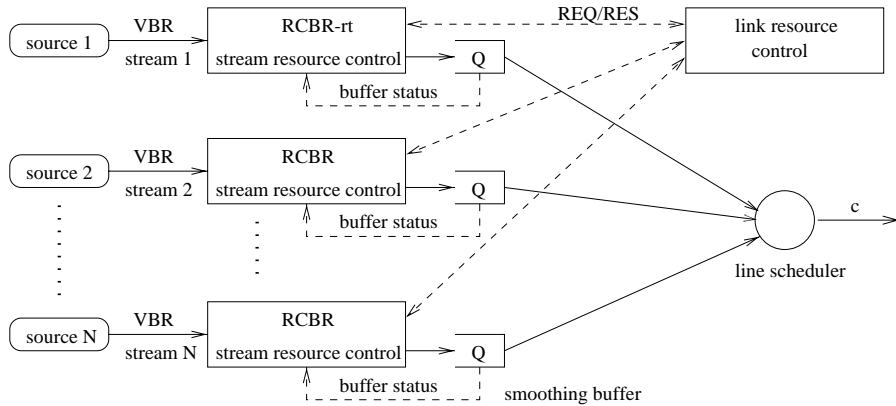 VBR
RCBR-rt
REQ/RES
link resource
control
source 1
stream 1
stream resource control
Q
buffer status
VBR
RCBR
source 2
stream 2
stream resource control
Q
buffer status
c
line scheduler
VBR
RCBR
source N
stream N
stream resource control
Q
buffer status
smoothing buffer